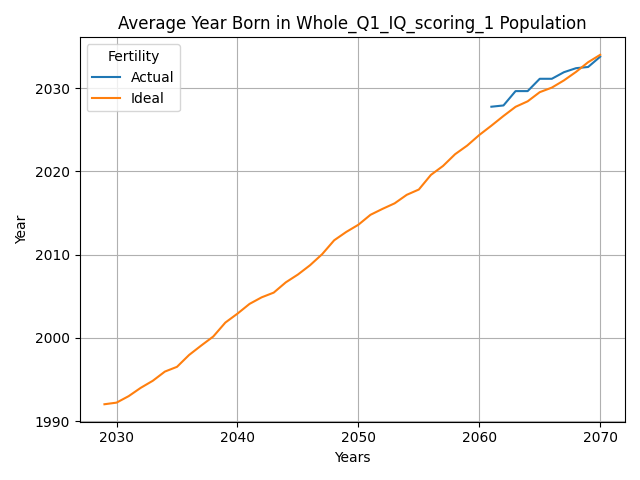 Average Year Born in Whole_Q1_IQ_scoring_1 Population
Fertility
Actual
Ideal
2030
2020
2010
2000
1990
Year
2030 2040 2050 2060 2070
Years